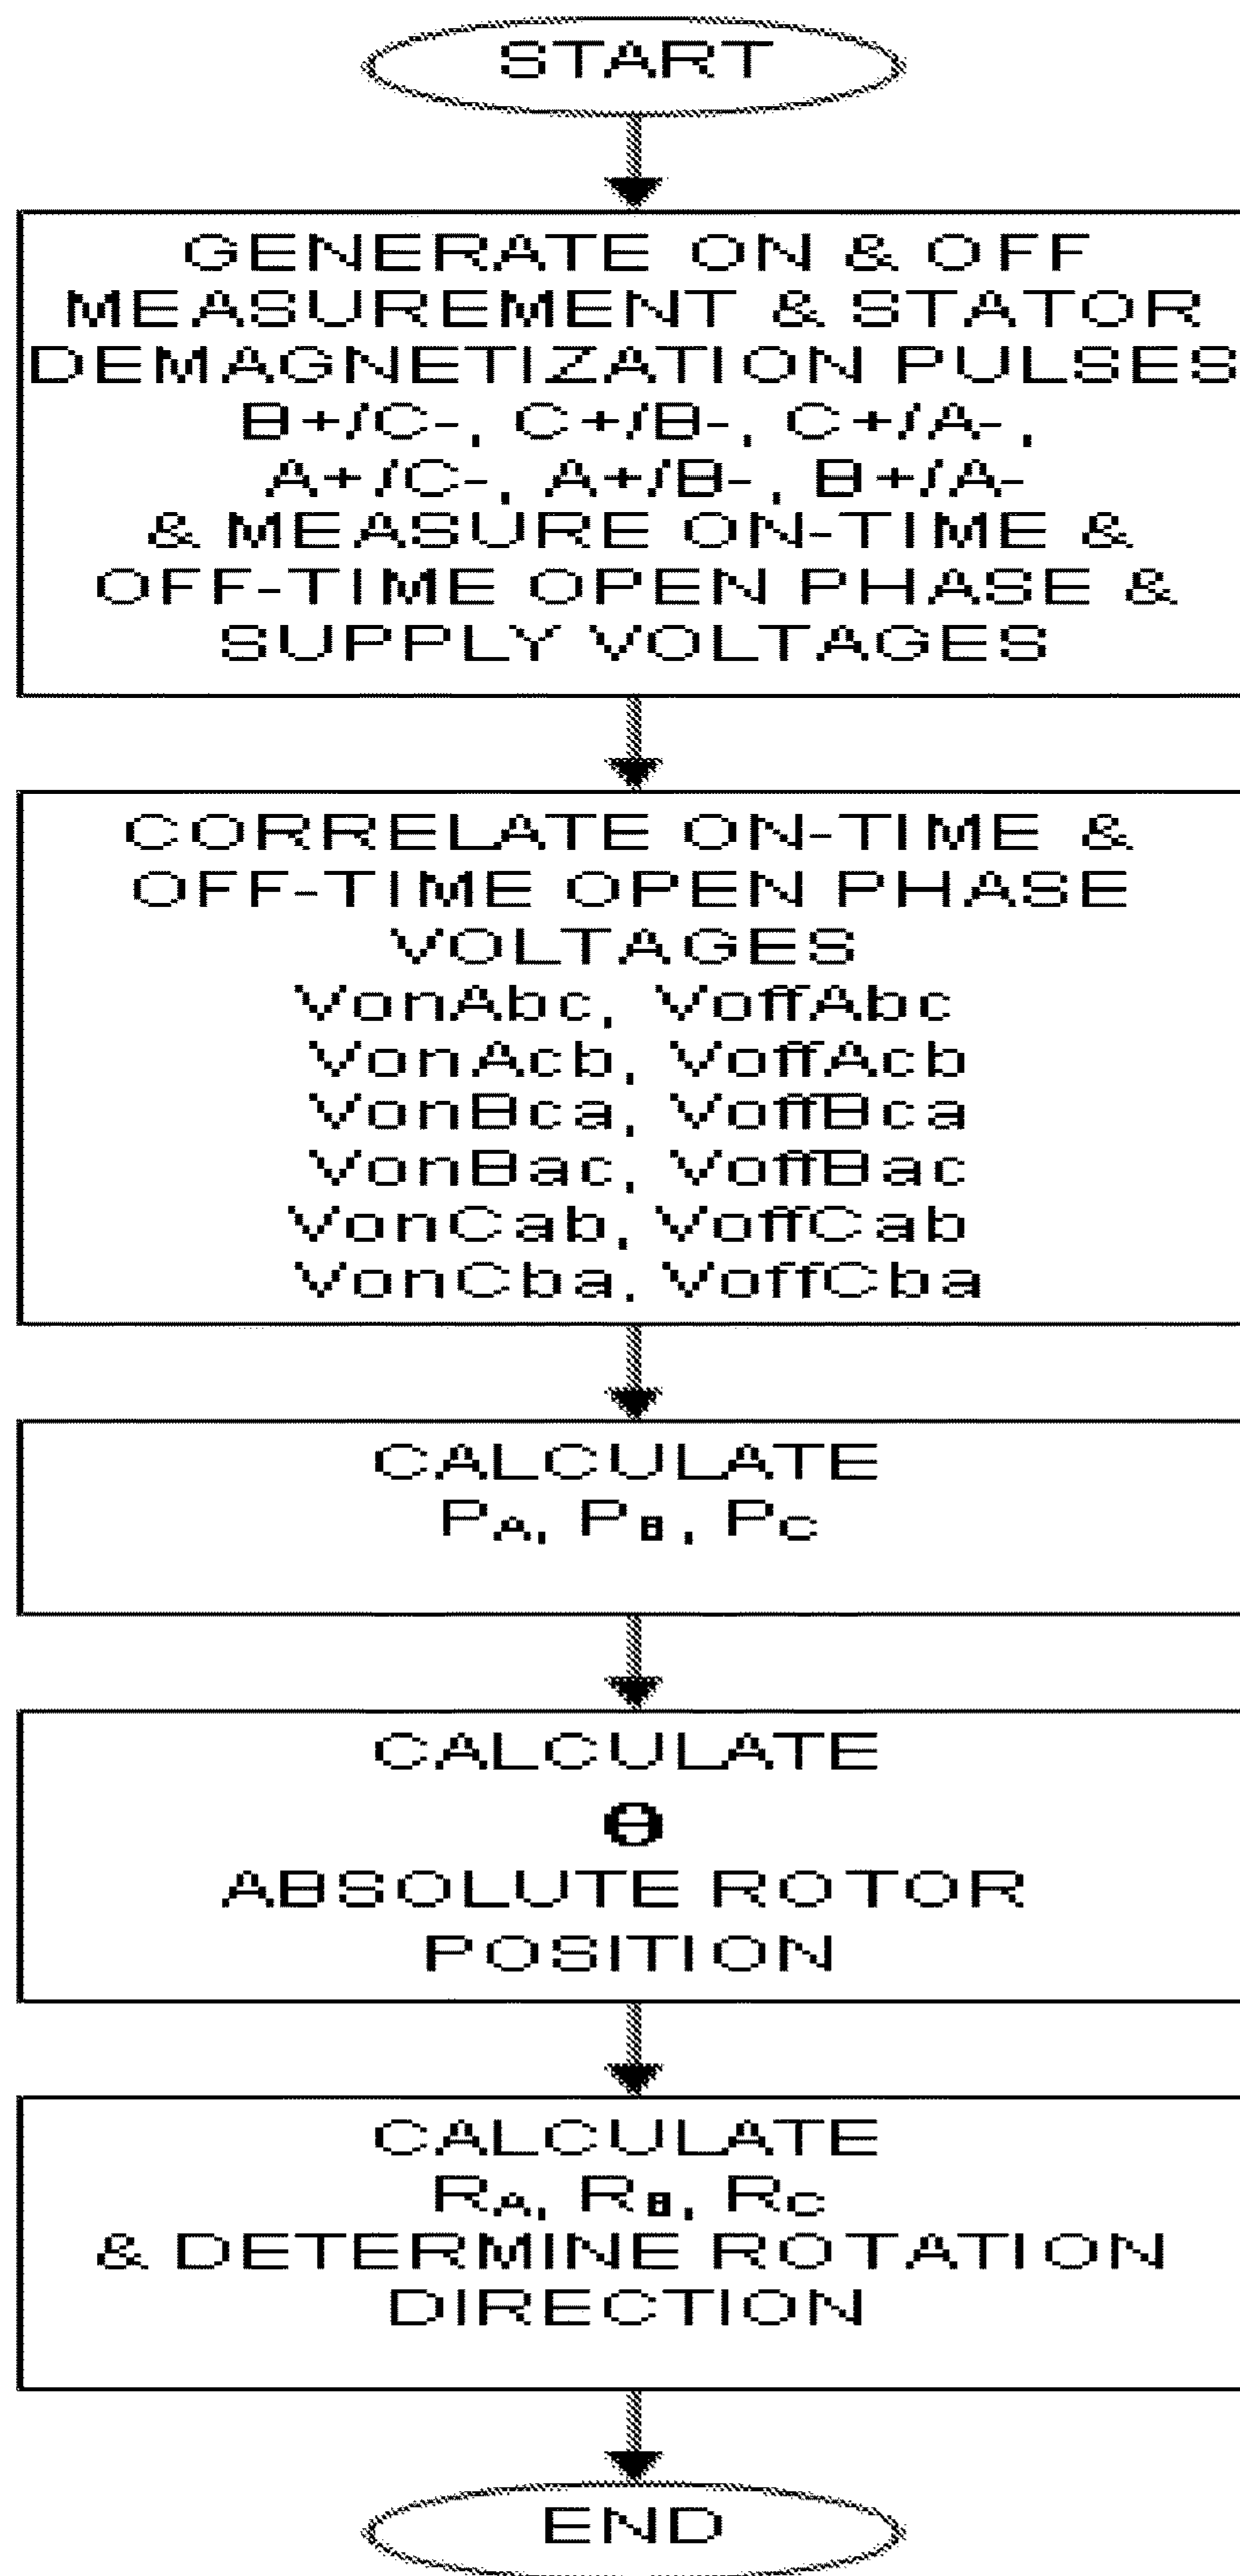 START
GENERATE ON & OFF
MEASUREMENT & STATOR
DEMAGNETIZATION PULSES
B+/C-, C+/B-, C+/A-,
A+/C-, A+/B-, B+/A-
& MEASURE ON-TIME &
OFF-TIME OPEN PHASE &
SUPPLY VOLTAGES
CORRELATE ON-TIME &
OFF-TIME OPEN PHASE
VOLTAGES
VonAbc, VoffAbc
VonAcb, VoffAcb
VonBca, VoffBca
VonBac, VoffBac
VonCab, VoffCab
VonCba, VoffCba
CALCULATE
PA, PB, PC
CALCULATE
θ
ABSOLUTE ROTOR
POSITION
CALCULATE
RA, RB, RC
& DETERMINE ROTATION
DIRECTION
END